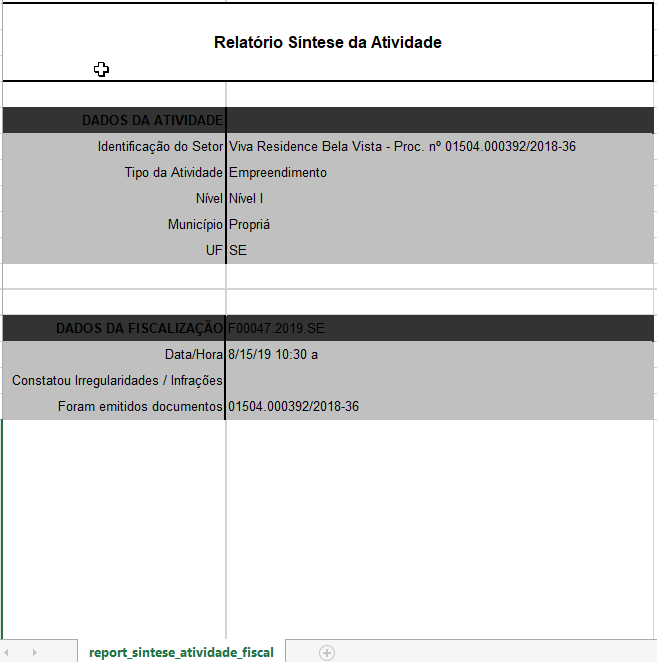 Relatório Síntese da Atividade
DADOS DA ATIVIDADE
Identificação do Setor Viva Residence Bela Vista - Proc. nº 01504.000392/2018-36
Tipo da Atividade Empreendimento
Nível Nível I
Município Propriá
UF SE
DADOS DA FISCALIZAÇÃO F00047.2019.SE
Data/Hora 8/15/19 10:30 a
Constatou Irregularidades / Infrações
Foram emitidos documentos 01504.000392/2018-36
report_sintese_atividade_fiscal